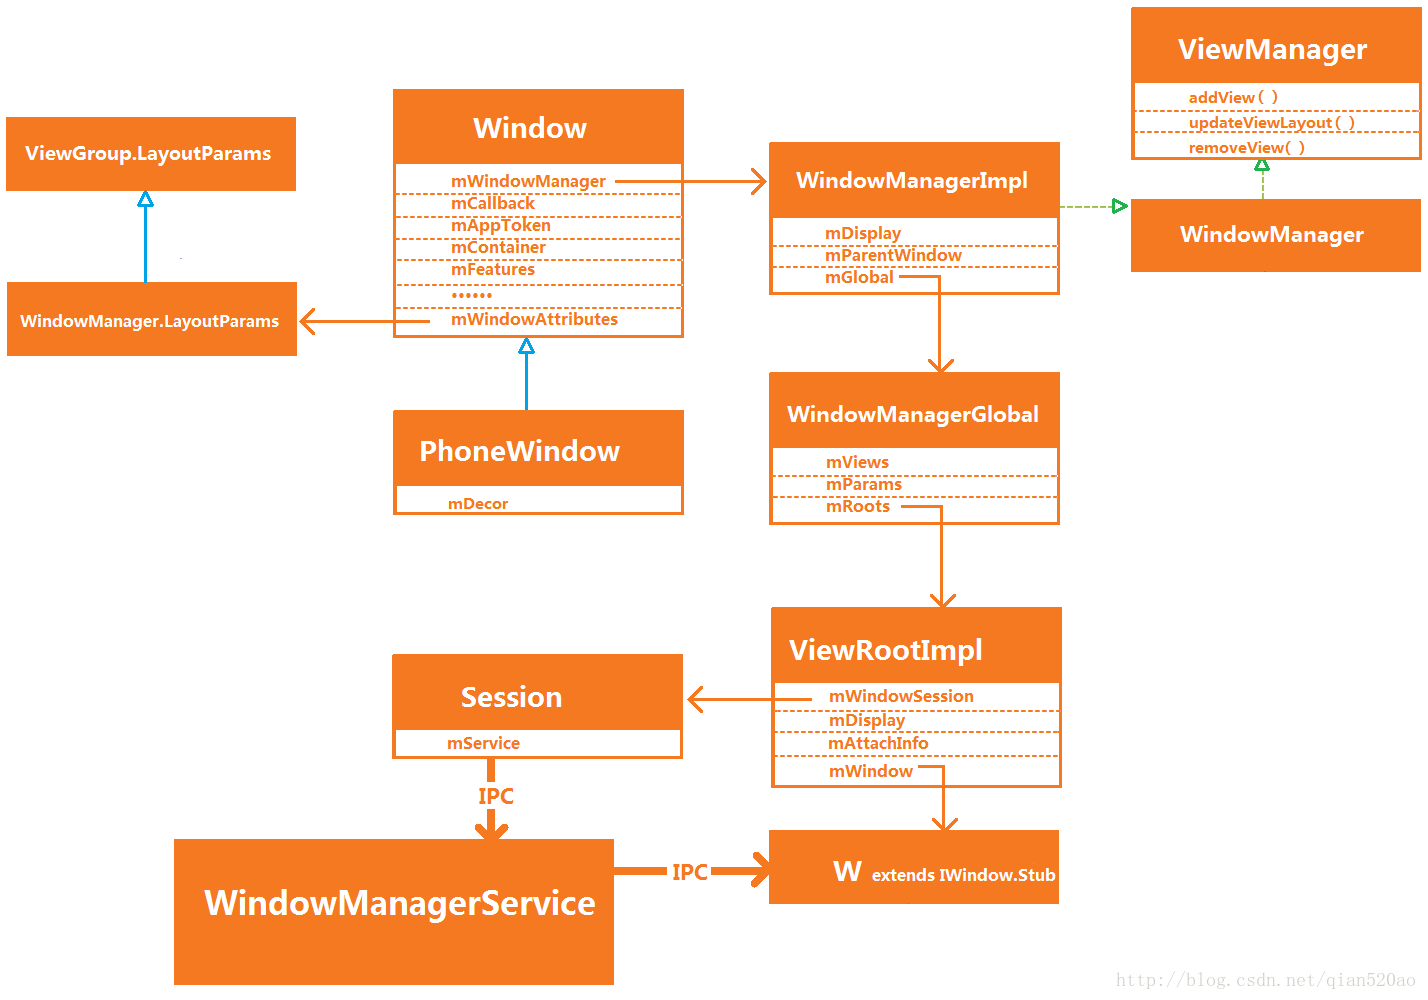 ViewManager
addView( )
updateViewLayout( )
removeView( )
Window
mWindowManager
mCallback
mAppToken
mContainer
mFeatures
••••••
mWindowAttributes
ViewGroup.LayoutParams
WindowManagerImpl
mDisplay
mParentWindow
mGlobal
WindowManager
WindowManager.LayoutParams
PhoneWindow
mDecor
WindowManagerGlobal
mViews
mParams
mRoots
ViewRootImpl
mWindowSession
mDisplay
mAttachInfo
mWindow
Session
mService
IPC
WindowManagerService
IPC
W extends IWindow.Stub
http://blog.csdn.net/qian520ao